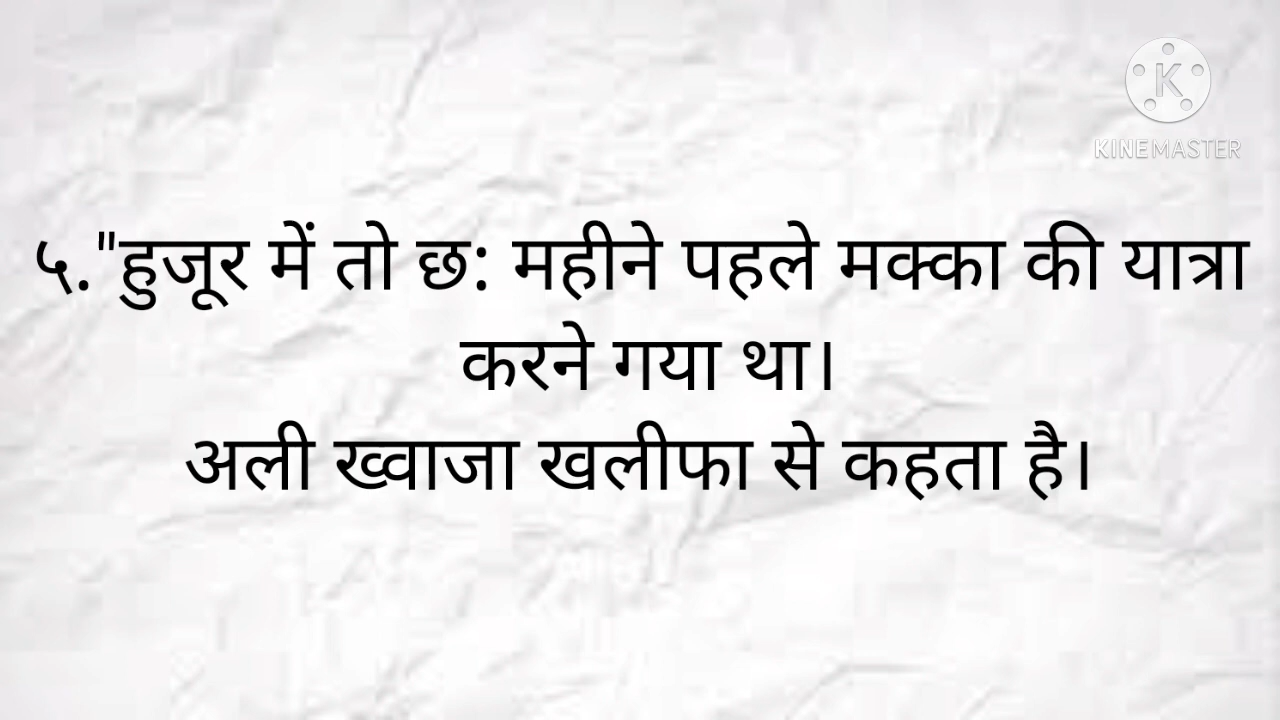 KINEMASTER
५."हुजूर में तो छ: महीने पहले मक्का की यात्रा
करने गया था।
अली ख्वाजा खलीफा से कहता है।